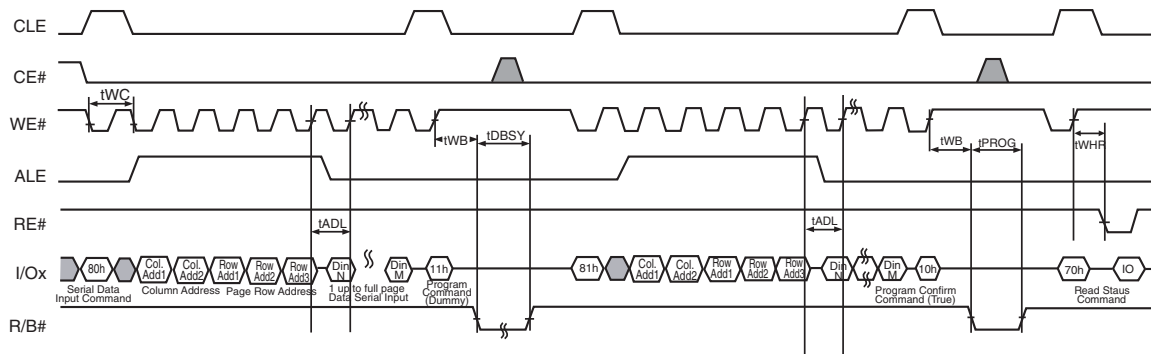 CLE
CE#
WE#
tWC
tWB
tDBSY
tWB
tPROG
tWHR
ALE
RE#
tADL
tADL
I/Ox
80h
Col. Add1
Col. Add2
Row Add1
Row Add2
Row Add3
Din N
Din M
11h
81h
Col. Add1
Col. Add2
Row Add1
Row Add2
Row Add3
Din N
Din M
10h
70h
IO
Serial Data
Input Command
Column Address
Page Row Address
1 up to full page
Data Serial Input
Program
Command
(Dummy)
Program Confirm
Command (True)
Read Staus
Command
R/B#